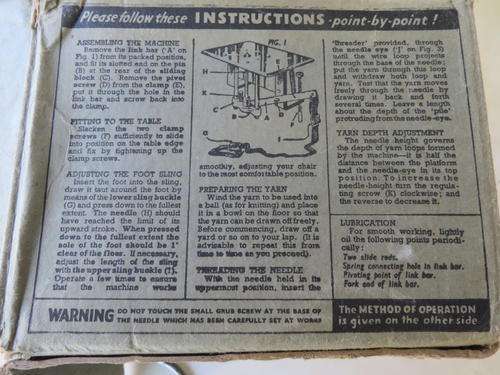 Please follow these INSTRUCTIONS - point-by-point !
ASSEMBLING THE MACHINE
Remove the link bar ('A' on
Fig. 1) from its packed position,
and fit its slotted end on the pin
(B) at the rear of the sliding
block (C). Remove the pivot
screw (D) from the clamp (E),
put it through the hole in the
link bar and screw back into
the clamp.
FITTING TO THE TABLE
Slacken the two clamp
screws (F) sufficiently to slide
into position on the table edge
and fix by tightening up the
clamp screws.
ADJUSTING THE FOOT SLING
Insert the foot into the sling,
draw it taut around the foot by
means of the lower sling buckle
(G) and press down to the fullest
extent. The needle (H) should
have reached the limit of its
upward stroke. When pressed
down to the fullest extent the
sole of the foot should be 1"
clear of the floor. If necessary,
adjust the length of the sling
with the upper sling buckle (I).
Operate a few times to ensure
that the machine works
FIG. 1
H
K
B
A
smoothly, adjusting your chair
to the most comfortable position.
PREPARING THE YARN
Wind the yarn to be used into
a ball (as for knitting) and place
it in a bowl on the floor so that
the yarn can be drawn off freely.
Before commencing, draw off a
yard or so on to your lap. (It is
advisable to repeat this from
time to time as you proceed).
THREADING THE NEEDLE
With the needle held in its
uppermost position, insert the
'threader' provided, through
the needle eye ('J' on Fig. 3)
until the wire loop projects
through the base of the needle;
put the yarn through this loop
and withdraw both loop and
yarn. Test that the yarn moves
freely through the needle by
drawing it back and forth
several times. Leave a length
about the depth of the 'pile'
protruding from the needle-eye.
YARN DEPTH ADJUSTMENT
The needle height governs
the depth of yarn loops formed
by the machine—it is half the
distance between the platform
and the needle-eye in its top
position. To increase the
needle-height turn the regula-
ting screw (K) clockwise; and
the reverse to decrease it.
LUBRICATION
For smooth working, lightly
oil the following points periodi-
cally :
Two slide rods.
Spring connecting hole in link bar.
Pivoting point of link bar.
Fork end of link bar.
WARNING DO NOT TOUCH THE SMALL GRUB SCREW AT THE BASE OF
THE NEEDLE WHICH HAS BEEN CAREFULLY SET AT WORKS
The METHOD OF OPERATION
is given on the other side